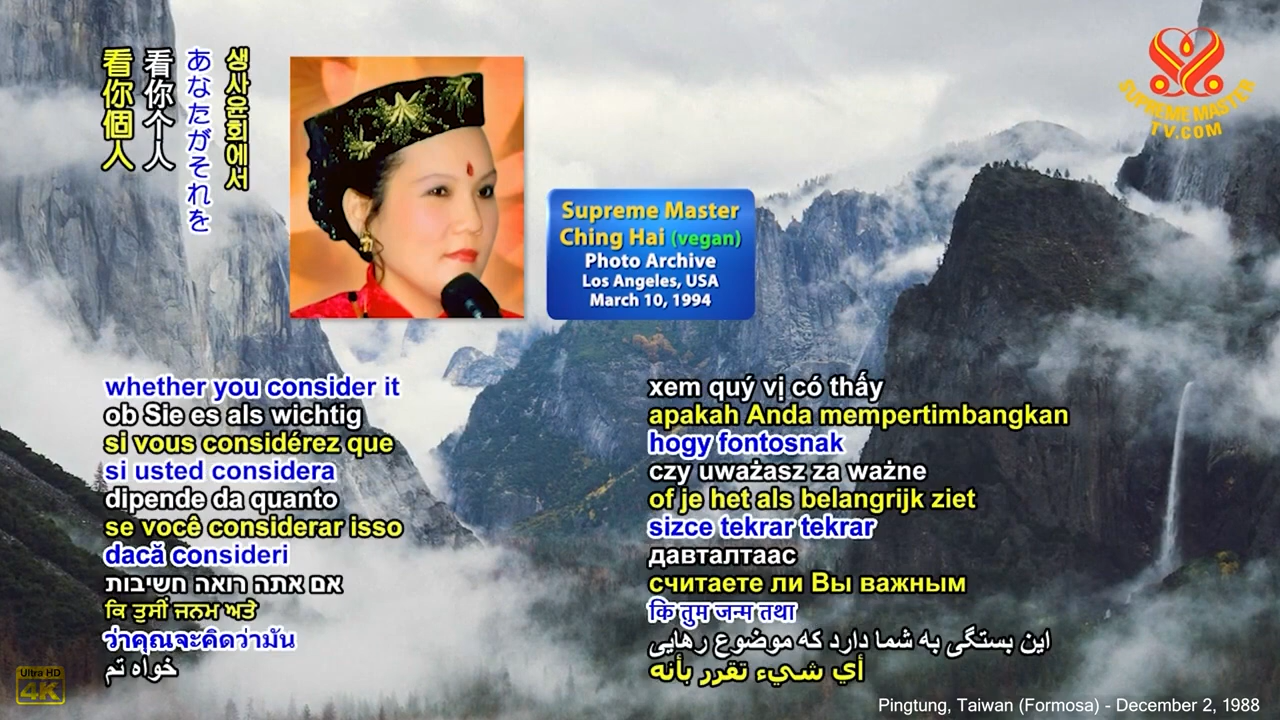 看你個人
看你个人
あなたがそれを
생사윤회에서
SUPREME MASTER
TV.COM
Supreme Master
Ching Hai (vegan)
Photo Archive
Los Angeles, USA
March 10, 1994
whether you consider it
ob Sie es als wichtig
si vous considérez que
si usted considera
dipende da quanto
se você considerar isso
dacă consideri
אם אתה רואה חשיבות
ਕਿ ਤੁਸੀਂ ਜਨਮ ਅਤੇ
ว่าคุณจะคิดว่ามัน
خواہ تم
xem quý vị có thấy
apakah Anda mempertimbangkan
hogy fontosnak
czy uważasz za ważne
of je het als belangrijk ziet
sizce tekrar tekrar
давталтаас
считаете ли Вы важным
कि तुम जन्म तथा
این بستگی به شما دارد که موضوع رهایی
أي شيء تقرر بأنه
Ultra HD
4K
Pingtung, Taiwan (Formosa) - December 2, 1988